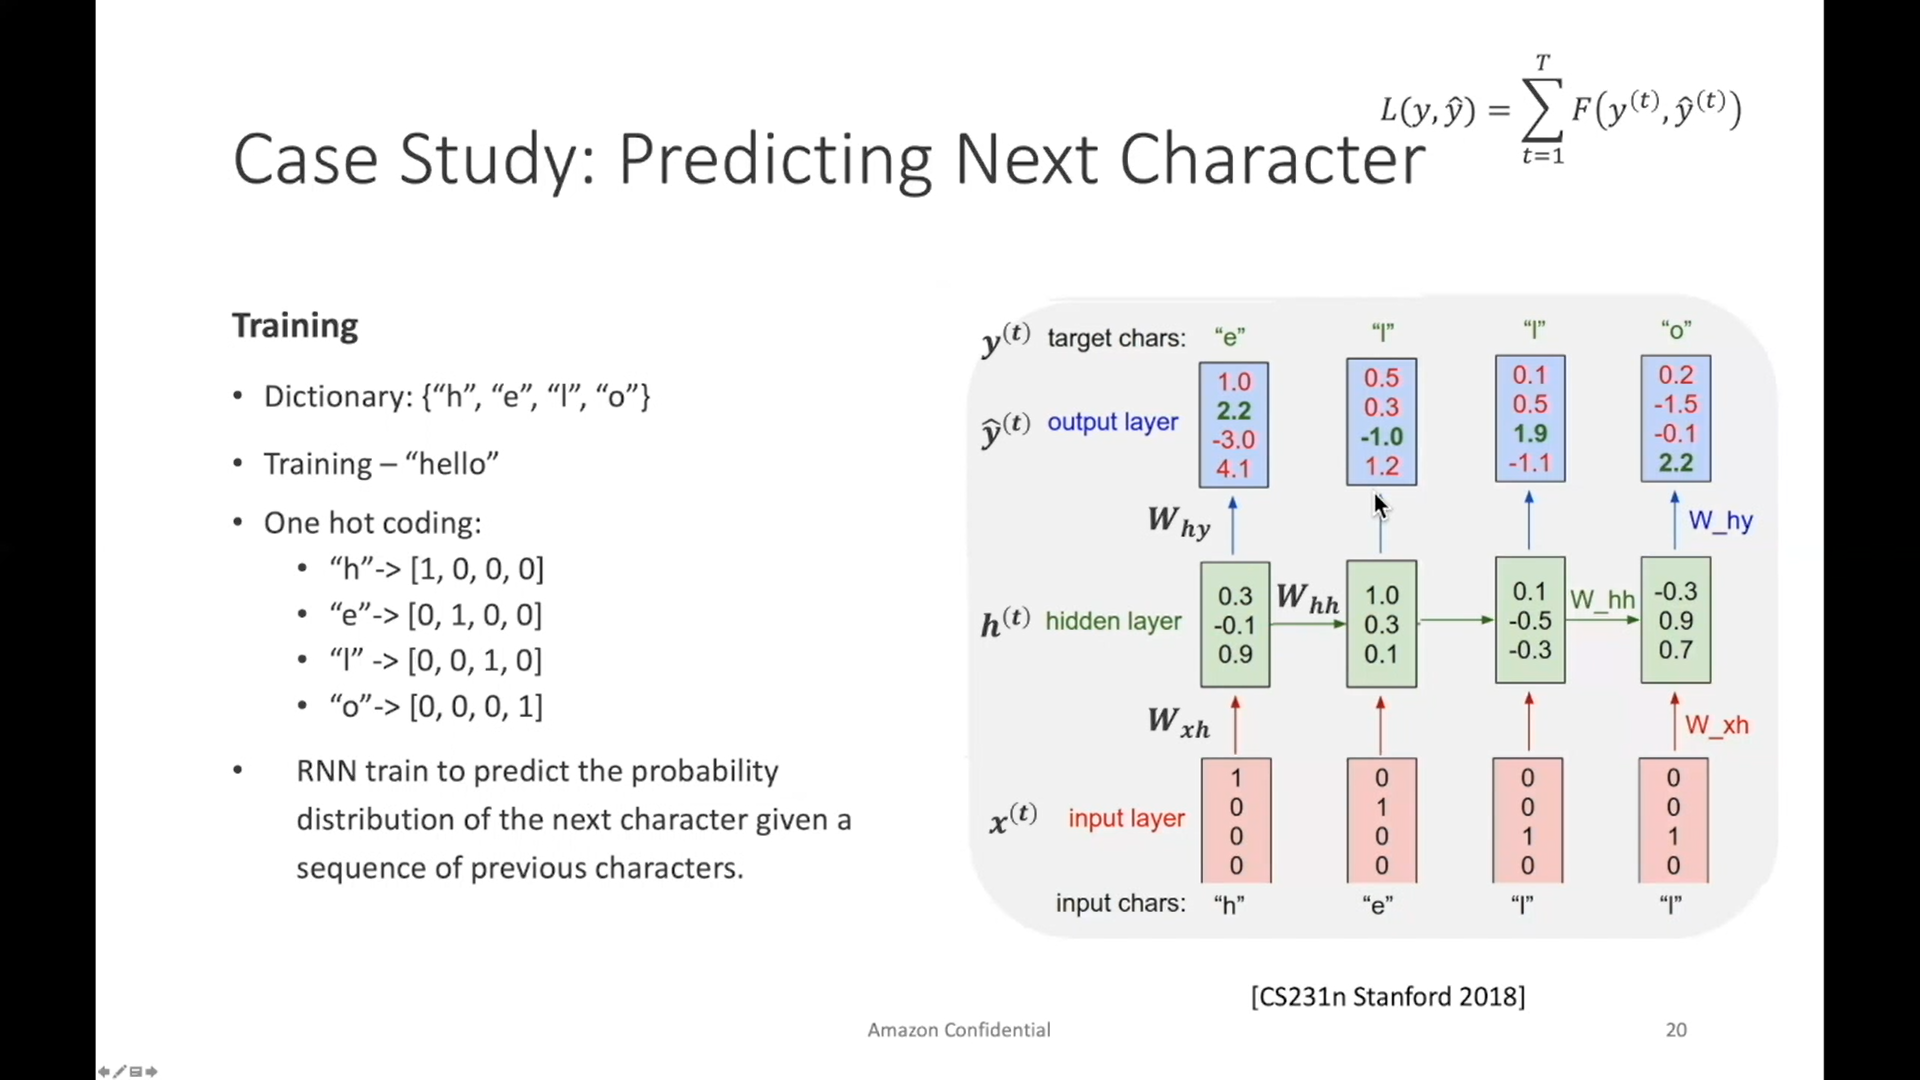 L(y, ŷ) = ∑_{t=1}^{T} F(y^{(t)}, ŷ^{(t)})
Case Study: Predicting Next Character
Training
• Dictionary: {“h”, “e”, “l”, “o”}
• Training – “hello”
• One hot coding:
• “h”-> [1, 0, 0, 0]
• “e”-> [0, 1, 0, 0]
• “l” -> [0, 0, 1, 0]
• “o”-> [0, 0, 0, 1]
• RNN train to predict the probability
distribution of the next character given a
sequence of previous characters.
y^{(t)} target chars: “e” “l” “l” “o”
1.0 0.5 0.1 0.2
2.2 0.3 0.5 -1.5
ŷ^{(t)} output layer
-3.0 -1.0 1.9 -0.1
4.1 1.2 -1.1 2.2
W_{hy} W_hy
0.3 1.0 0.1 -0.3
W_{hh} W_hh
h^{(t)} hidden layer
-0.1 0.3 -0.5 0.9
0.9 0.1 -0.3 0.7
W_{xh} W_xh
1 0 0 0
0 1 0 0
x^{(t)} input layer
0 0 1 1
0 0 0 0
input chars: “h” “e” “l” “l”
[CS231n Stanford 2018]
Amazon Confidential
20